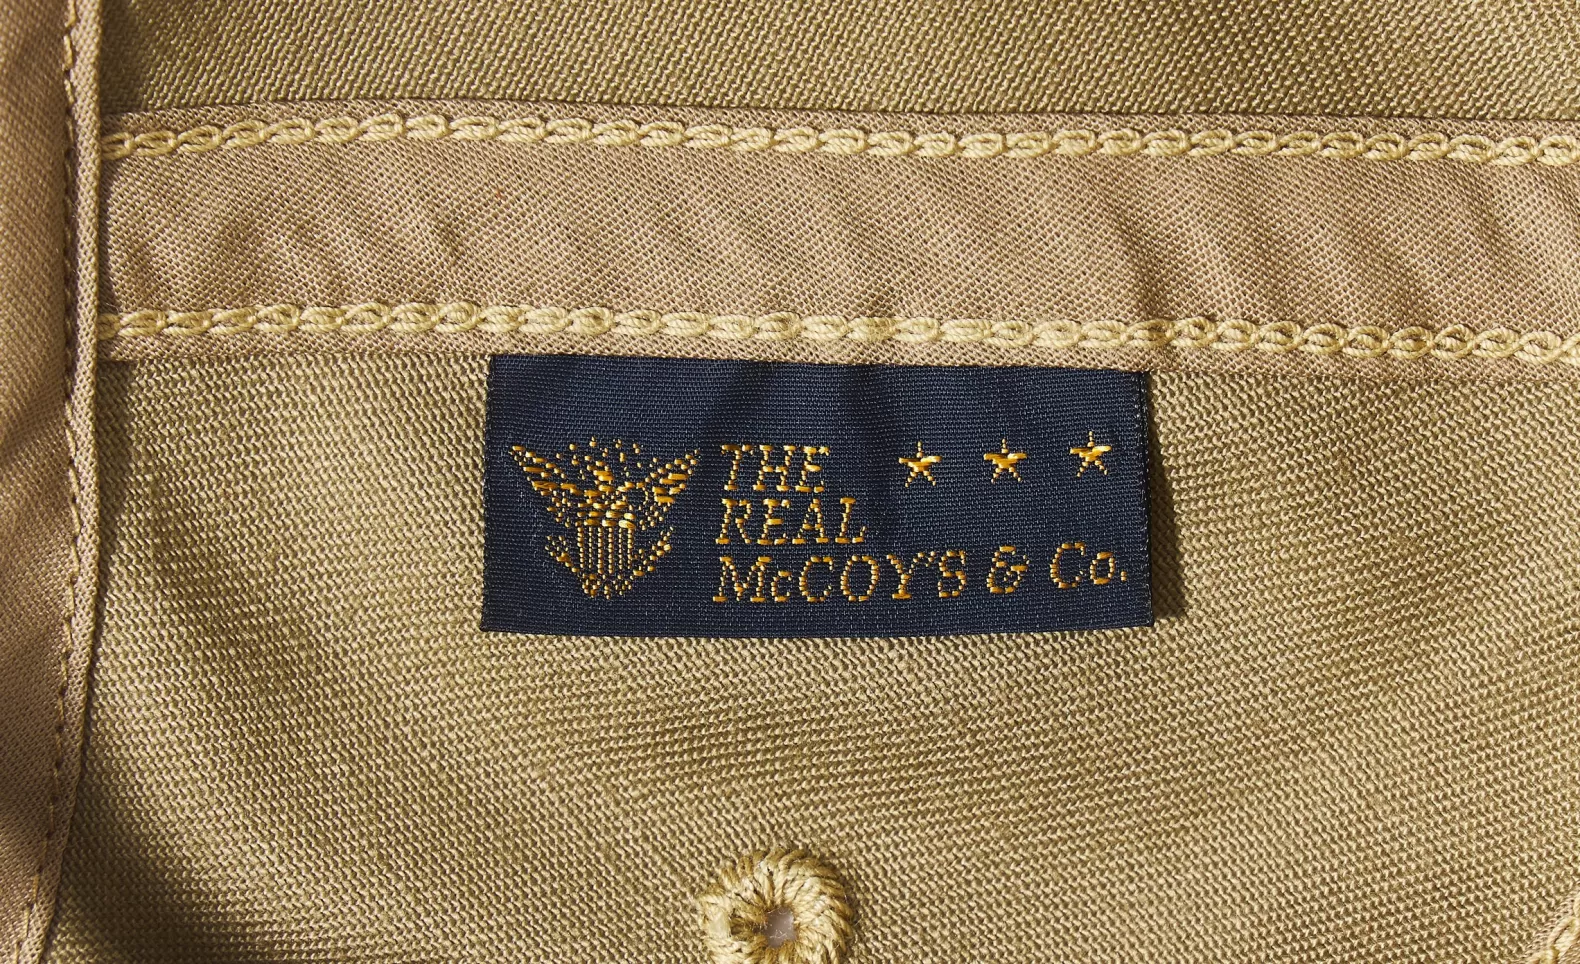 THE
REAL
McCOY'S & Co.